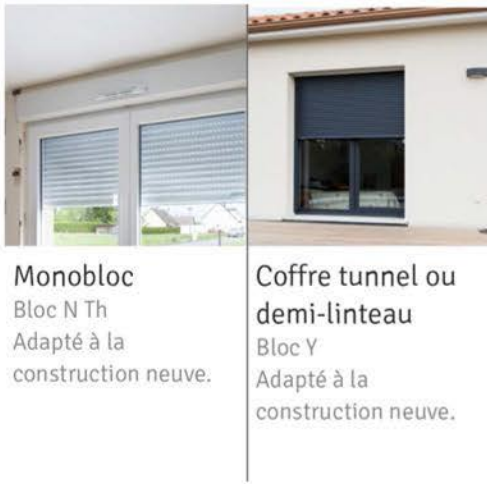 Monobloc
Bloc N Th
Adapté à la
construction neuve.
Coffre tunnel ou
demi-linteau
Bloc Y
Adapté à la
construction neuve.